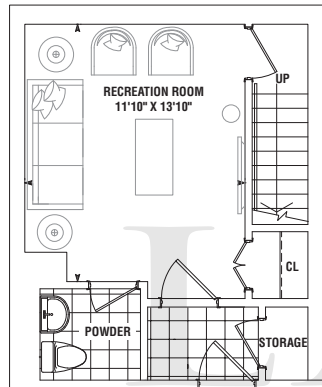 UP
RECREATION ROOM
11'10" X 13'10"
CL
POWDER
STORAGE